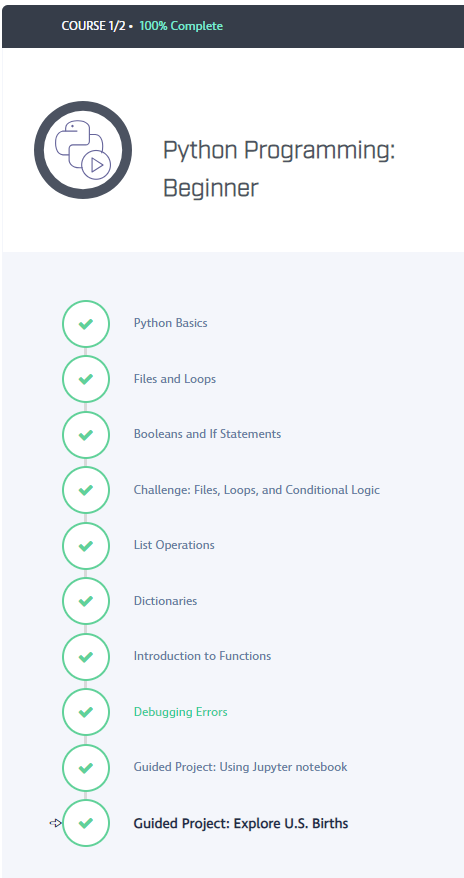 COURSE 1/2 • 100% Complete
Python Programming:
Beginner
Python Basics
Files and Loops
Booleans and If Statements
Challenge: Files, Loops, and Conditional Logic
List Operations
Dictionaries
Introduction to Functions
Debugging Errors
Guided Project: Using Jupyter notebook
Guided Project: Explore U.S. Births